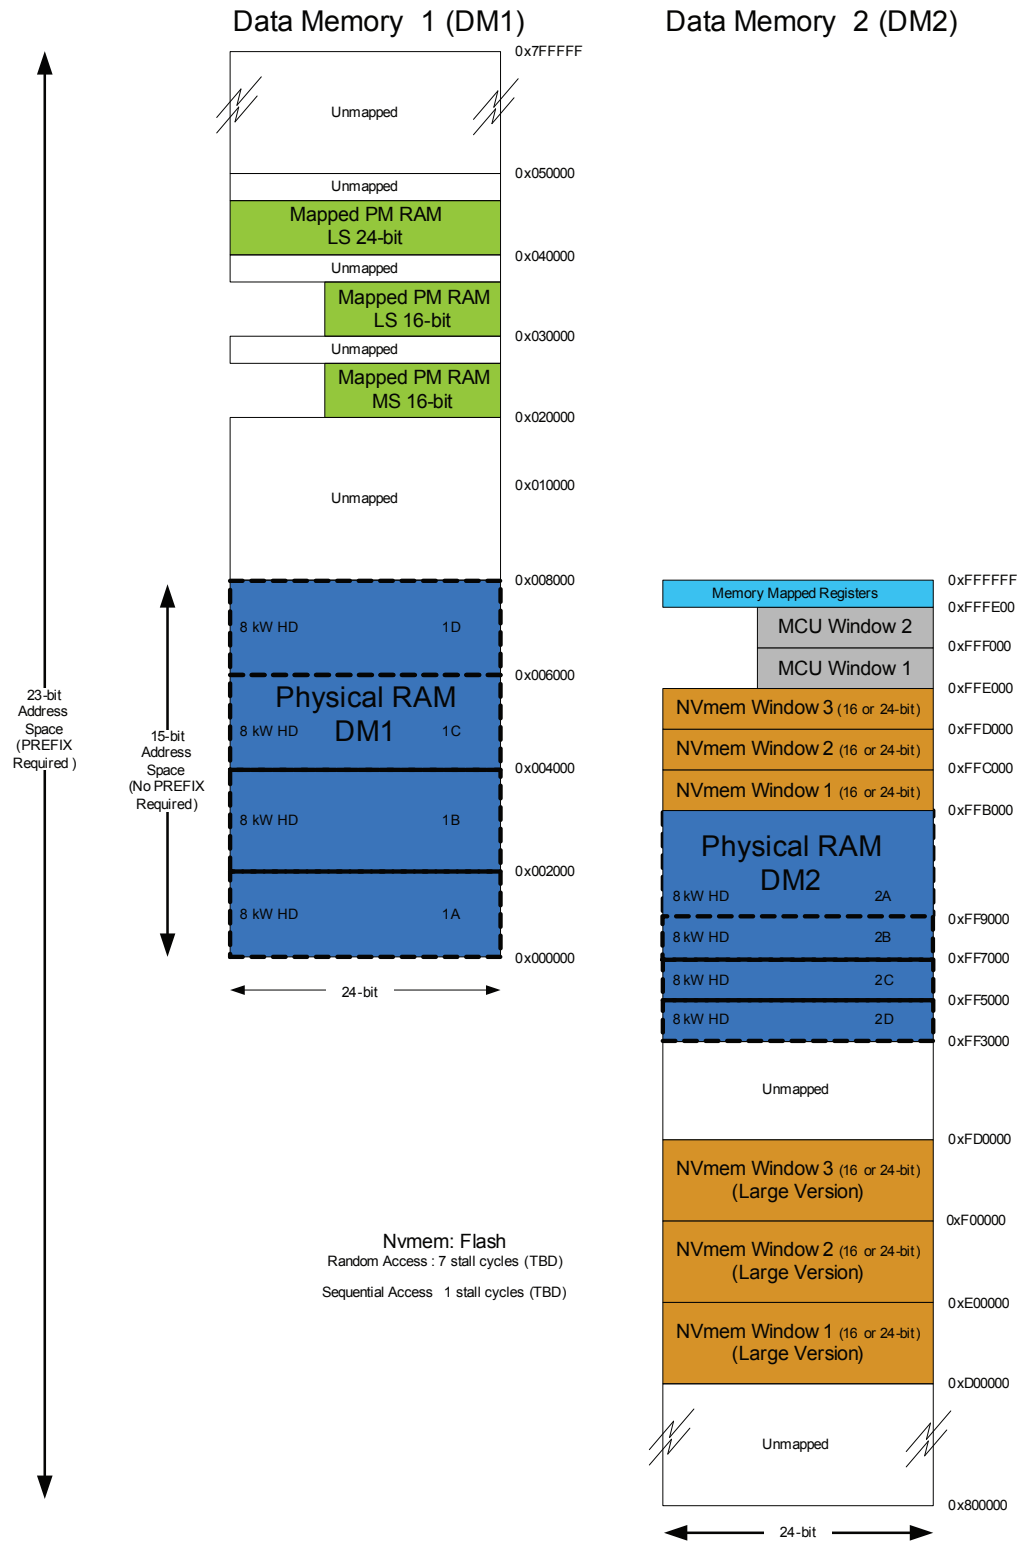 Data Memory 1 (DM1)
Data Memory 2 (DM2)
0x7FFFFF
Unmapped
0x050000
Unmapped
Mapped PM RAM
LS 24-bit
0x040000
Unmapped
Mapped PM RAM
LS 16-bit
0x030000
Unmapped
Mapped PM RAM
MS 16-bit
0x020000
0x010000
Unmapped
0x008000
8 kW HD 1D
0x006000
Physical RAM
DM1
8 kW HD 1C
0x004000
8 kW HD 1B
0x002000
8 kW HD 1A
0x000000
24-bit
23-bit
Address
Space
(PREFIX
Required )
15-bit
Address
Space
(No PREFIX
Required)
0xFFFFFF
Memory Mapped Registers
0xFFFE00
MCU Window 2
0xFFF000
MCU Window 1
0xFFE000
NVmem Window 3 (16 or 24-bit)
0xFFD000
NVmem Window 2 (16 or 24-bit)
0xFFC000
NVmem Window 1 (16 or 24-bit)
0xFFB000
Physical RAM
DM2
8 kW HD 2A
0xFF9000
8 kW HD 2B
0xFF7000
8 kW HD 2C
0xFF5000
8 kW HD 2D
0xFF3000
Unmapped
0xFD0000
NVmem Window 3 (16 or 24-bit)
(Large Version)
0xF00000
NVmem Window 2 (16 or 24-bit)
(Large Version)
0xE00000
NVmem Window 1 (16 or 24-bit)
(Large Version)
0xD00000
Unmapped
0x800000
24-bit
Nvmem: Flash
Random Access : 7 stall cycles (TBD)
Sequential Access 1 stall cycles (TBD)